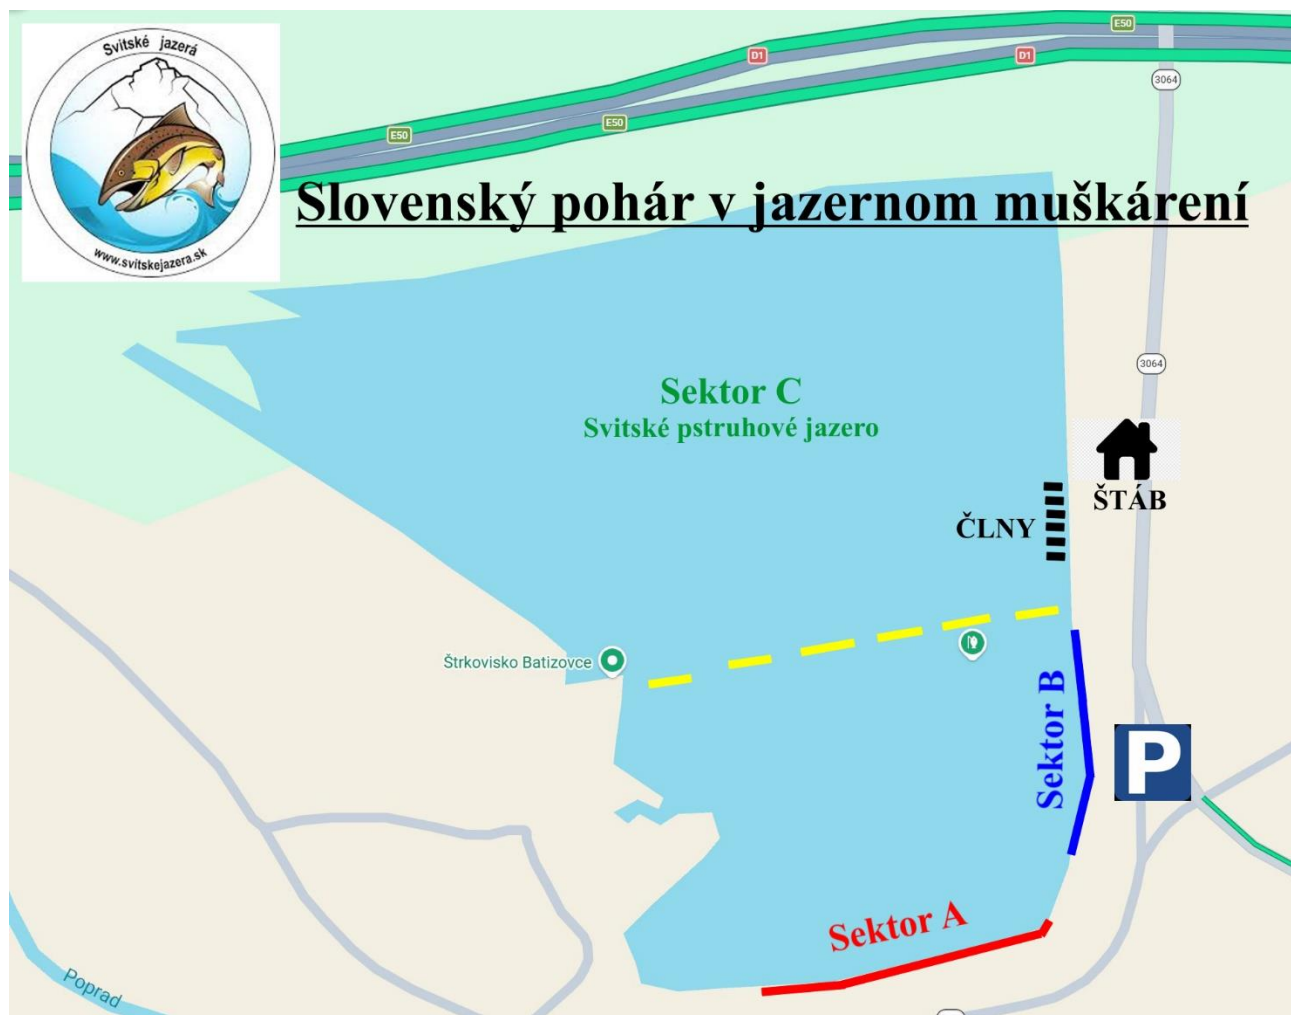 Svitské jazerá
www.svitskejazera.sk
E50
D1
D1
3064
E50
E50
Slovenský pohár v jazernom muškárení
3064
Sektor C
Svitské pstruhové jazero
ŠTÁB
ČLNY
Štrkovisko Batizovce
Sektor B
P
Sektor A
Poprad